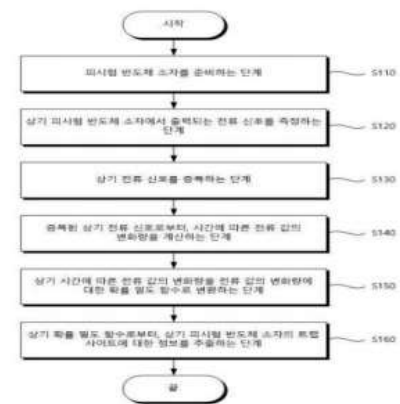 시작
피시험 반도체 소자를 준비하는 단계
S110
상기 피시험 반도체 소자에서 출력되는 전류 신호를 측정하는
단계
S120
상기 전류 신호를 증폭하는 단계
S130
증폭된 상기 전류 신호로부터, 시간에 따른 전류 값의
변화량을 계산하는 단계
S140
상기 시간에 따른 전류 값의 변화량을 전류 값의 변화량에
대한 확률 밀도 함수로 변환하는 단계
S150
상기 확률 밀도 함수로부터, 상기 피시험 반도체 소자의 트랩
사이트에 대한 정보를 추출하는 단계
S160
끝